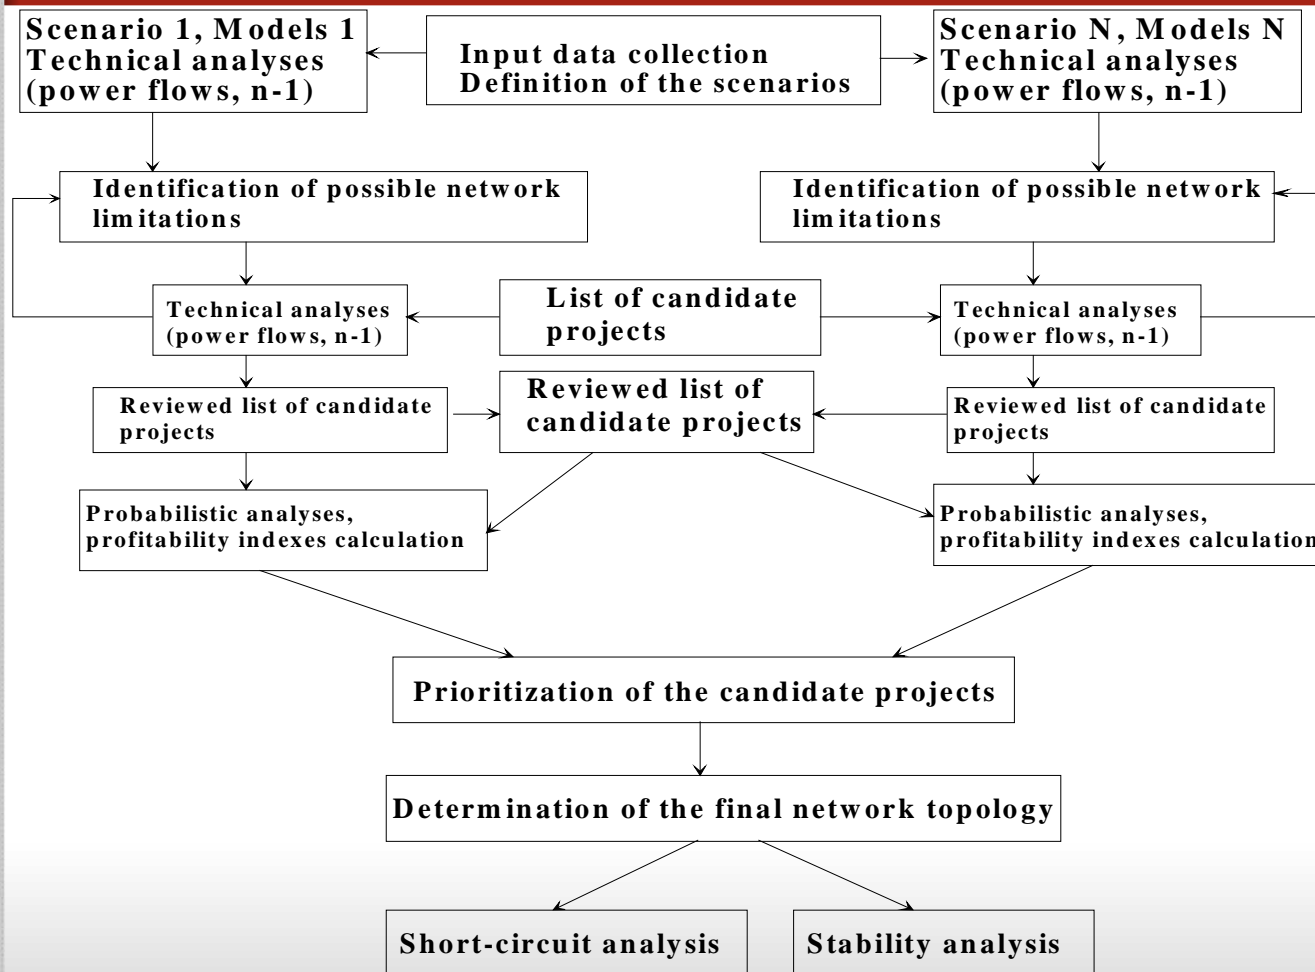 Scenario 1, Models 1
Technical analyses
(power flows, n-1)
Input data collection
Definition of the scenarios
Scenario N, Models N
Technical analyses
(power flows, n-1)
Identification of possible network
limitations
Identification of possible network
limitations
Technical analyses
(power flows, n-1)
List of candidate
projects
Technical analyses
(power flows, n-1)
Reviewed list of candidate
projects
Reviewed list of
candidate projects
Reviewed list of candidate
projects
Probabilistic analyses,
profitability indexes calculation
Probabilistic analyses,
profitability indexes calculation
Prioritization of the candidate projects
Determination of the final network topology
Short-circuit analysis
Stability analysis